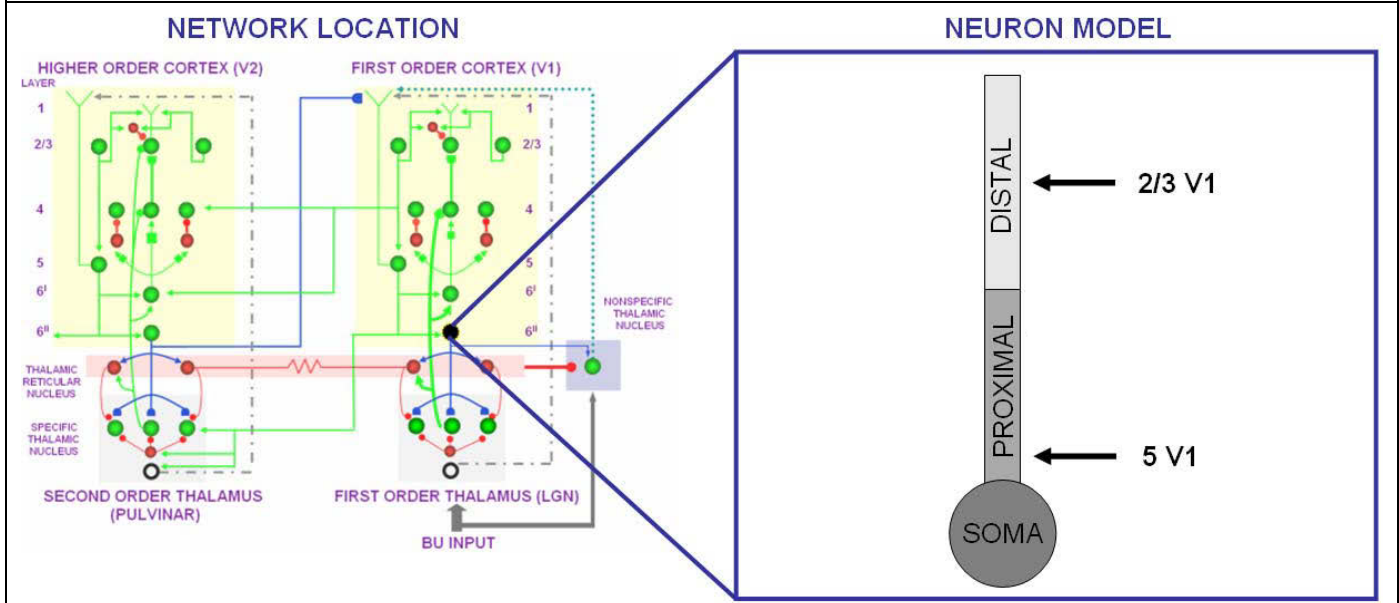 NETWORK LOCATION
NEURON MODEL
HIGHER ORDER CORTEX (V2)
FIRST ORDER CORTEX (V1)
LAYER
1
1
2/3
2/3
4
4
5
5
6I
6I
6II
6II
NONSPECIFIC
THALAMIC
NUCLEUS
THALAMIC
RETICULAR
NUCLEUS
SPECIFIC
THALAMIC
NUCLEUS
SECOND ORDER THALAMUS
(PULVINAR)
FIRST ORDER THALAMUS (LGN)
BU INPUT
DISTAL
2/3 V1
PROXIMAL
5 V1
SOMA